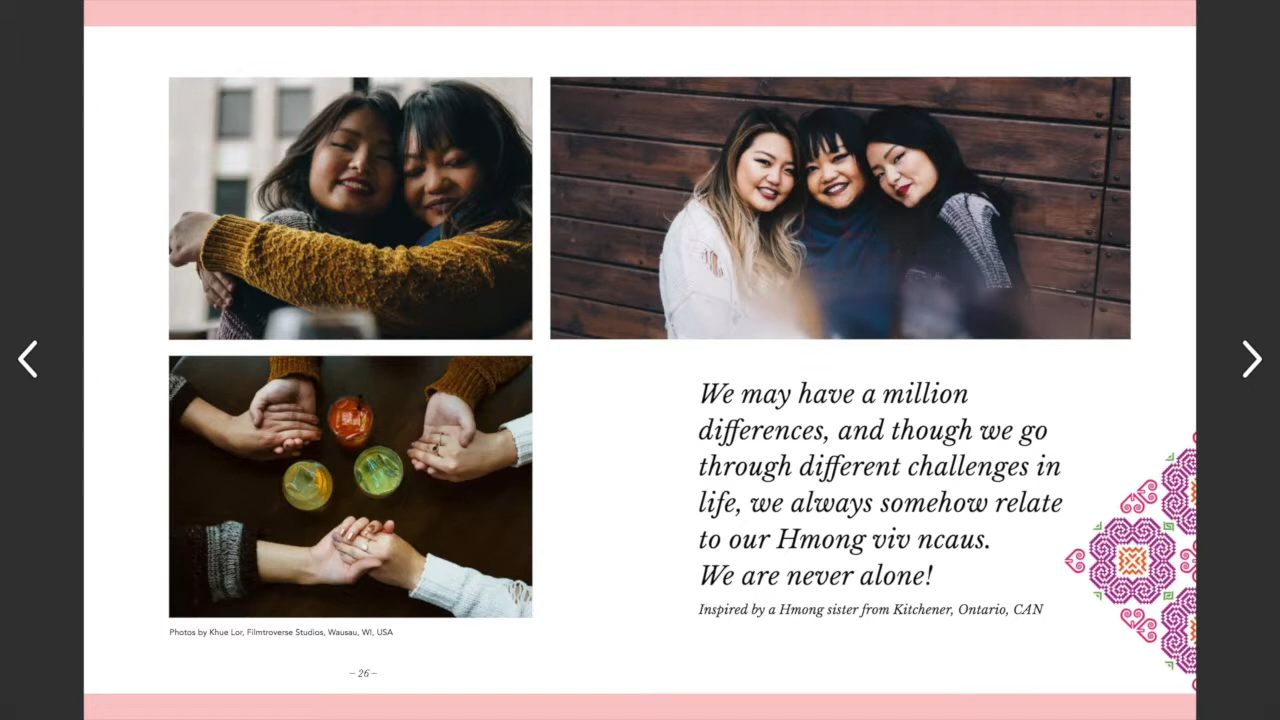 We may have a million
differences, and though we go
through different challenges in
life, we always somehow relate
to our Hmong viv ncaus.
We are never alone!
Inspired by a Hmong sister from Kitchener, Ontario, CAN
Photos by Khue Lor, Filmtroverse Studios, Wausau, WI, USA
– 26 –